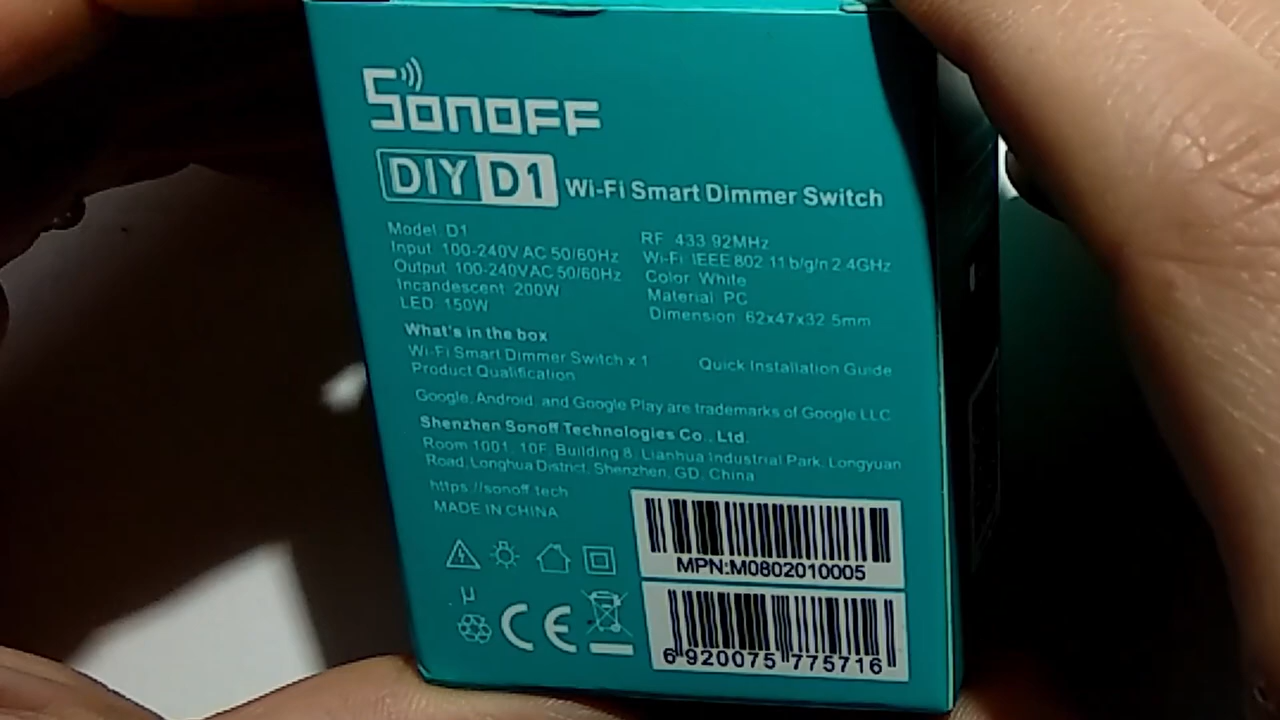 SONOFF
DIY D1 Wi-Fi Smart Dimmer Switch
Model: D1
Input: 100-240V AC 50/60Hz
Output: 100-240V AC 50/60Hz
Incandescent: 200W
LED: 150W
RF: 433.92MHz
Wi-Fi: IEEE 802.11 b/g/n 2.4GHz
Color: White
Material: PC
Dimension: 62x47x32.5mm
What's in the box
Wi-Fi Smart Dimmer Switch x 1
Quick Installation Guide
Product Qualification
Google, Android, and Google Play are trademarks of Google LLC.
Shenzhen Sonoff Technologies Co., Ltd.
Room 1001, 10F, Building 8, Lianhua Industrial Park, Longyuan
Road, Longhua District, Shenzhen, GD, China
https://sonoff.tech
MADE IN CHINA
MPN:M0802010005
μ
CE
6 920075 775716